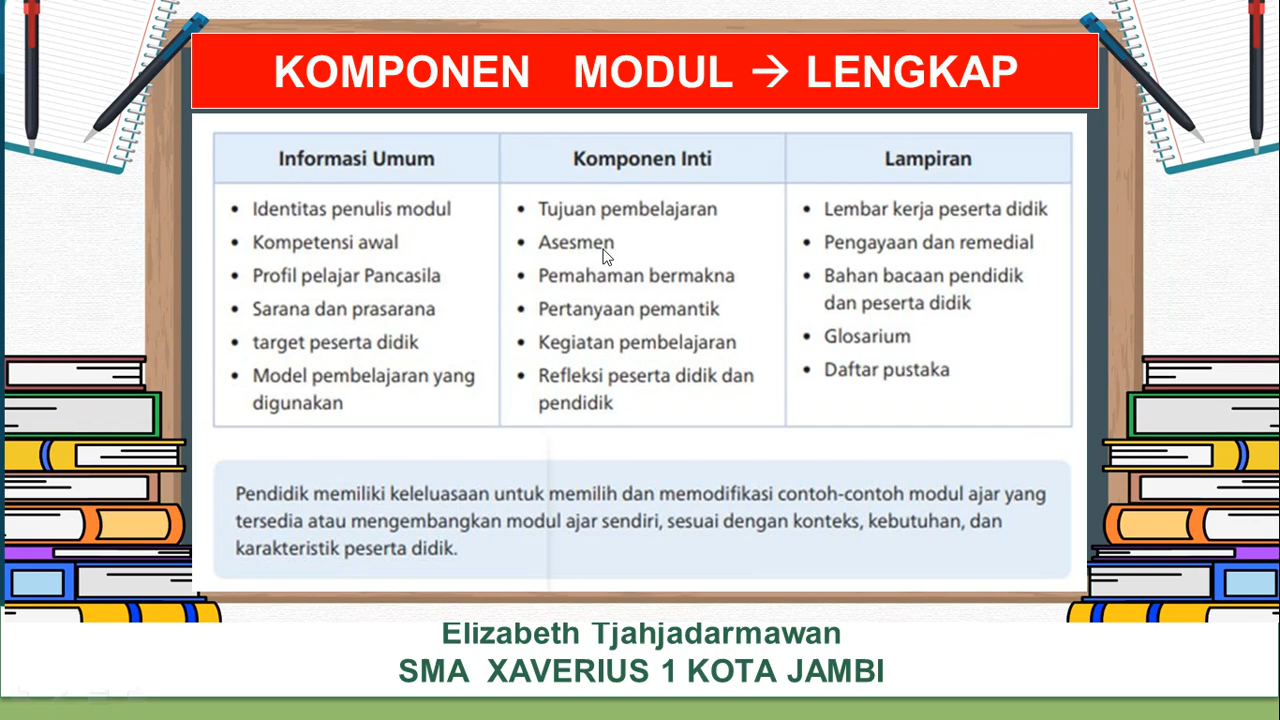 KOMPONEN MODUL → LENGKAP
Informasi Umum
• Identitas penulis modul
• Kompetensi awal
• Profil pelajar Pancasila
• Sarana dan prasarana
• target peserta didik
• Model pembelajaran yang
digunakan
Komponen Inti
• Tujuan pembelajaran
• Asesmen
• Pemahaman bermakna
• Pertanyaan pemantik
• Kegiatan pembelajaran
• Refleksi peserta didik dan
pendidik
Lampiran
• Lembar kerja peserta didik
• Pengayaan dan remedial
• Bahan bacaan pendidik
dan peserta didik
• Glosarium
• Daftar pustaka
Pendidik memiliki keleluasaan untuk memilih dan memodifikasi contoh-contoh modul ajar yang
tersedia atau mengembangkan modul ajar sendiri, sesuai dengan konteks, kebutuhan, dan
karakteristik peserta didik.
Elizabeth Tjahjadarmawan
SMA XAVERIUS 1 KOTA JAMBI